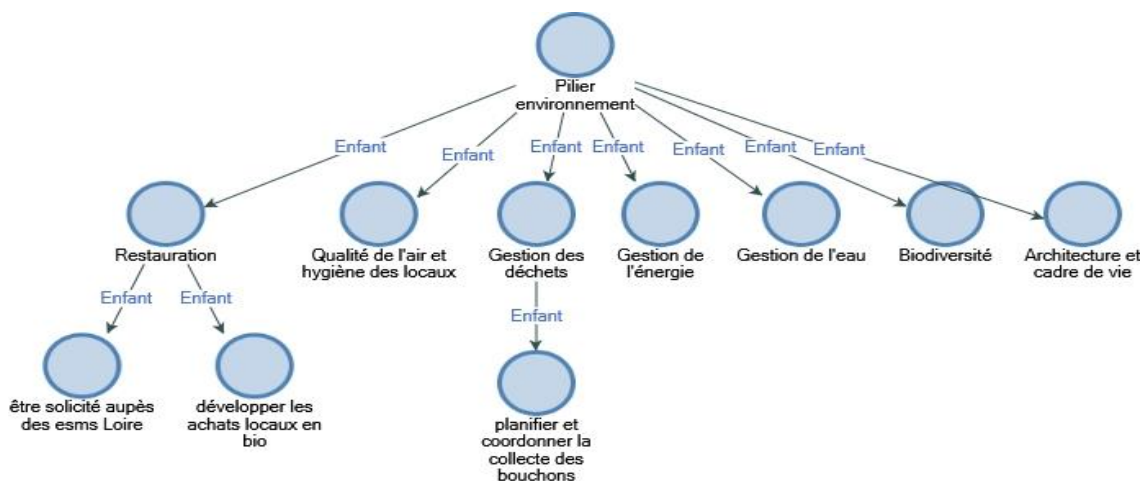 Pilier
environnement
Enfant
Enfant
Enfant
Enfant
Enfant
Enfant
Enfant
Restauration
Qualité de l'air et
hygiène des locaux
Gestion des
déchets
Gestion de
l'énergie
Gestion de l'eau
Biodiversité
Architecture et
cadre de vie
Enfant
Enfant
Enfant
être solicité aupès
des esms Loire
développer les
achats locaux en
bio
planifier et
coordonner la
collecte des
bouchons